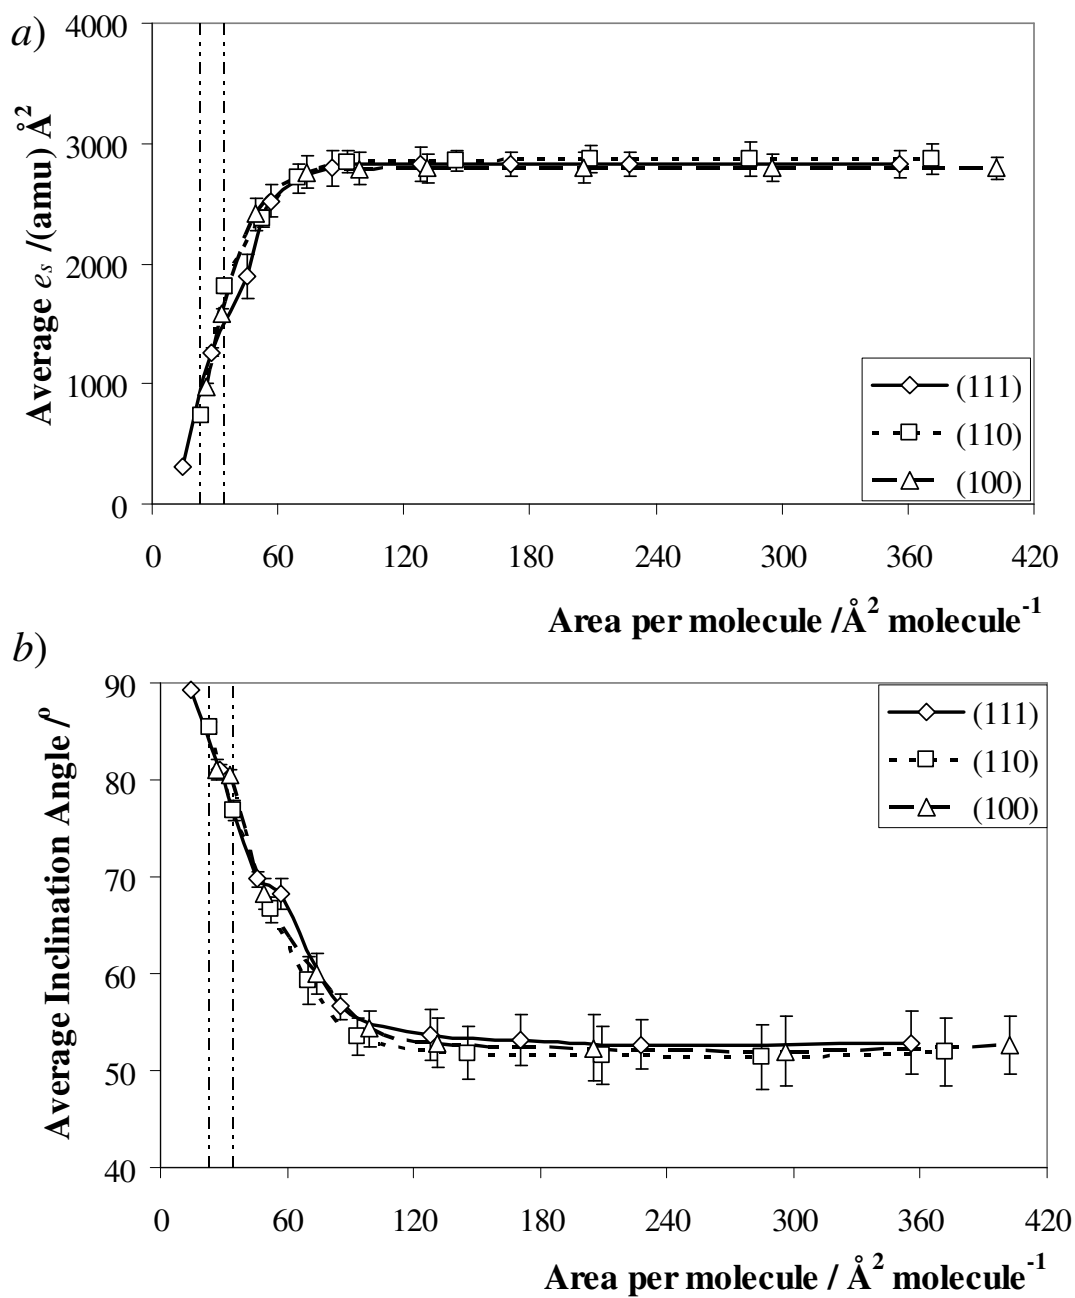 a)
Average e_s /(amu) Å²
4000
3000
2000
1000
0
0 60 120 180 240 300 360 420
Area per molecule /Å² molecule⁻¹
(111)
(110)
(100)
b)
Average Inclination Angle /º
90
80
70
60
50
40
0 60 120 180 240 300 360 420
Area per molecule / Å² molecule⁻¹
(111)
(110)
(100)